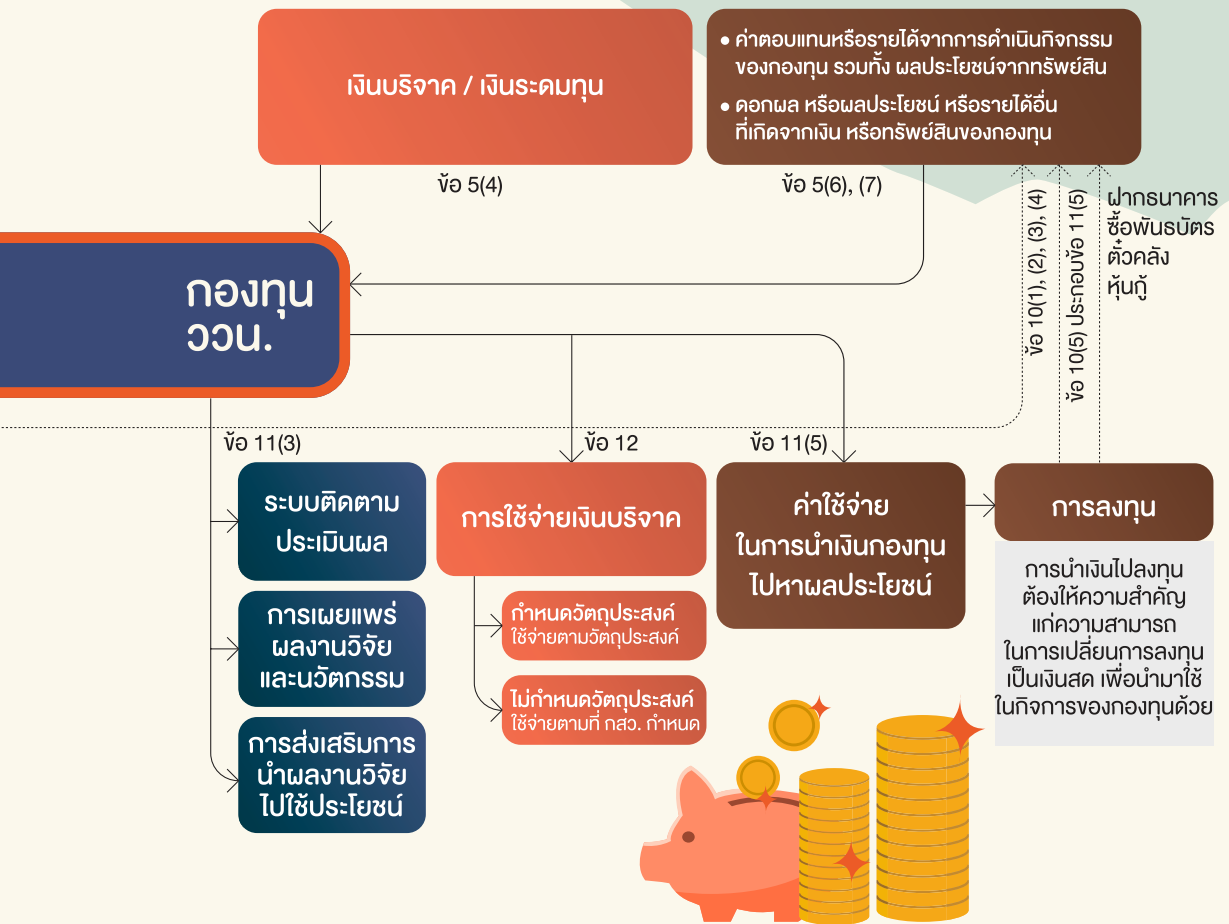 เงินบริจาค / เงินระดมทุน
• ค่าตอบแทนหรือรายได้จากการดำเนินกิจกรรม
ของกองทุน รวมทั้ง ผลประโยชน์จากทรัพย์สิน
• ดอกผล หรือผลประโยชน์ หรือรายได้อื่น
ที่เกิดจากเงิน หรือทรัพย์สินของกองทุน
ข้อ 5(4)
ข้อ 5(6), (7)
ข้อ 10(1), (2), (3), (4)
ข้อ 10(5) ประกอบข้อ 11(5)
ฝากธนาคาร
ซื้อพันธบัตร
ตั๋วคลัง
หุ้นกู้
กองทุน
ววน.
ข้อ 11(3)
ข้อ 12
ข้อ 11(5)
ระบบติดตาม
ประเมินผล
การเผยแพร่
ผลงานวิจัย
และนวัตกรรม
การส่งเสริมการ
นำผลงานวิจัย
ไปใช้ประโยชน์
การใช้จ่ายเงินบริจาค
กำหนดวัตถุประสงค์
ใช้จ่ายตามวัตถุประสงค์
ไม่กำหนดวัตถุประสงค์
ใช้จ่ายตามที่ กสว. กำหนด
ค่าใช้จ่าย
ในการนำเงินกองทุน
ไปหาผลประโยชน์
การลงทุน
การนำเงินไปลงทุน
ต้องให้ความสำคัญ
แก่ความสามารถ
ในการเปลี่ยนการลงทุน
เป็นเงินสด เพื่อนำมาใช้
ในกิจการของกองทุนด้วย